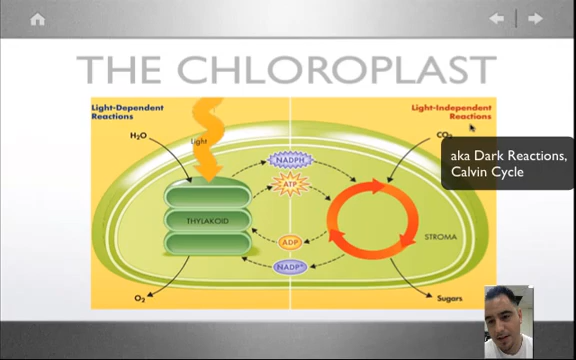 THE CHLOROPLAST
Light-Dependent
Reactions
Light-Independent
Reactions
H₂O
Light
CO₂
aka Dark Reactions,
Calvin Cycle
NADPH
ATP
THYLAKOID
STROMA
ADP
NADP⁺
O₂
Sugars